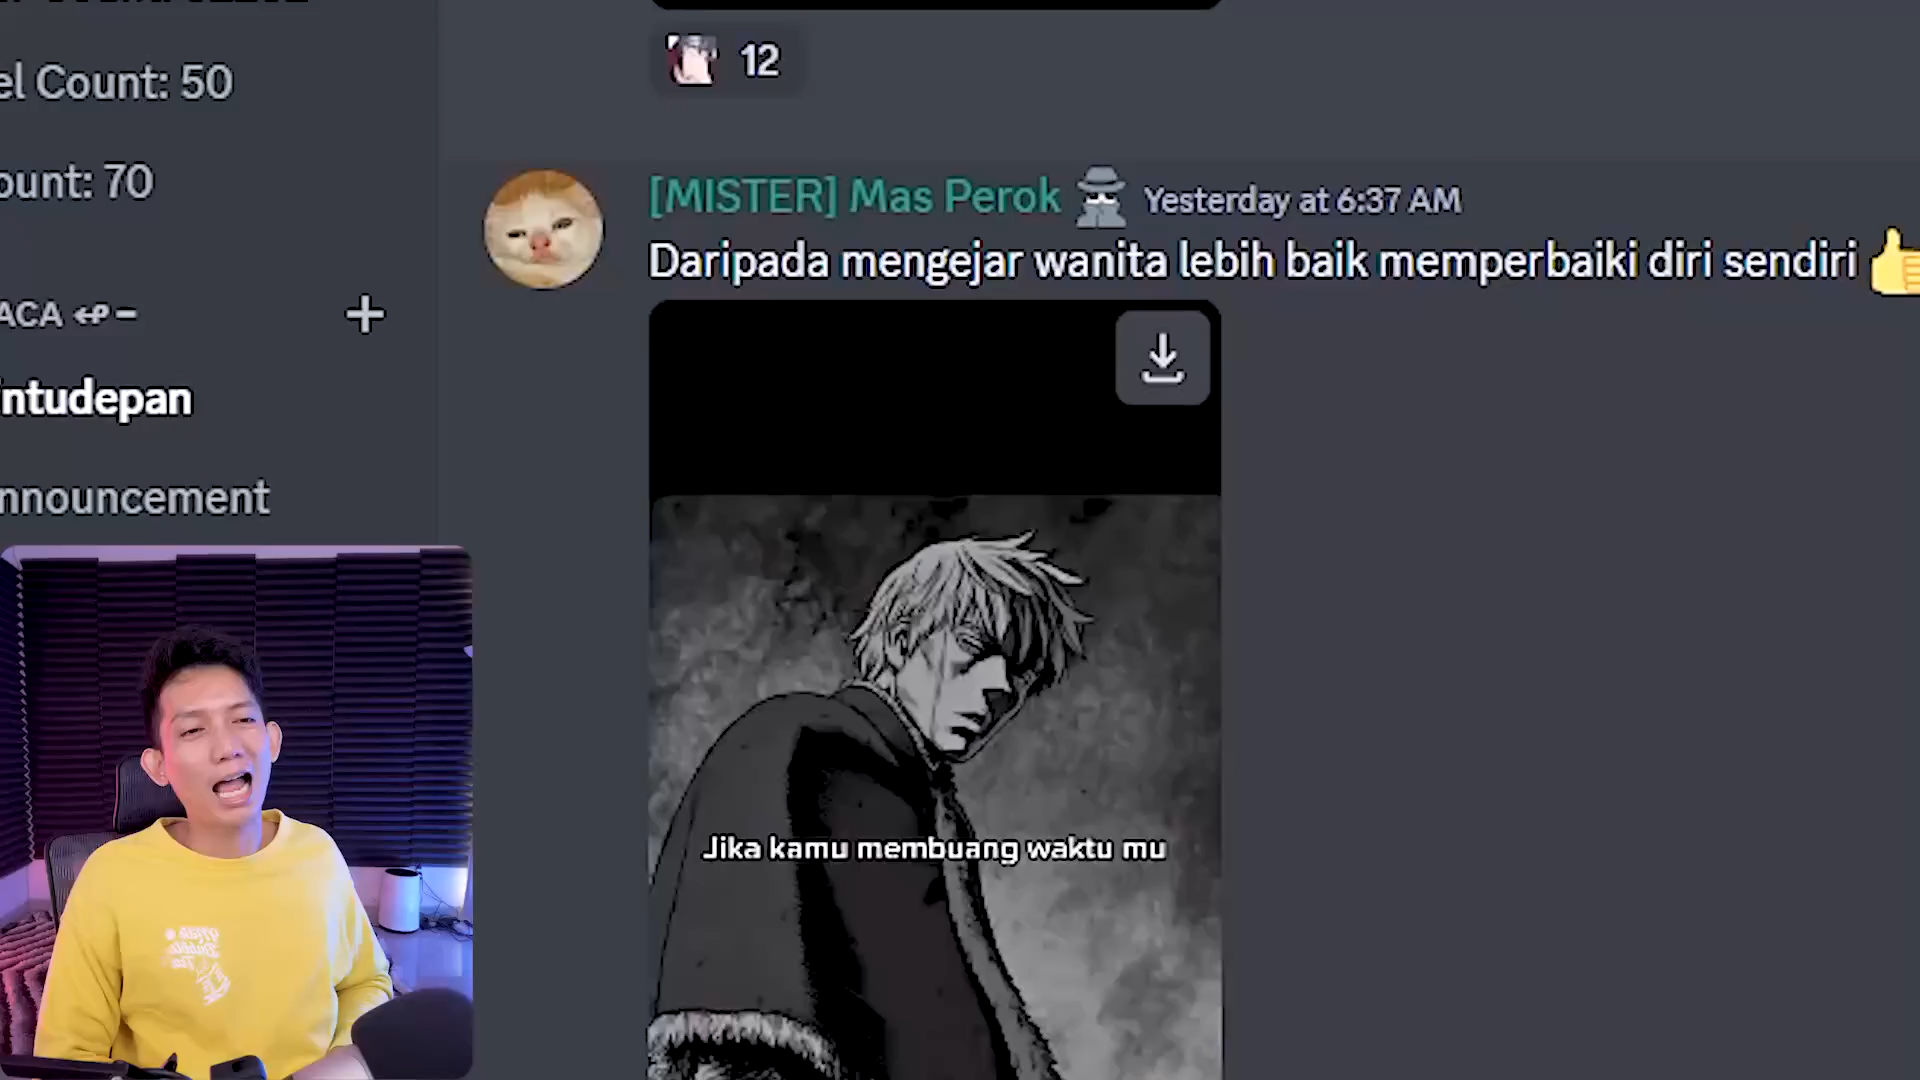 el Count: 50
ount: 70
12
[MISTER] Mas Perok Yesterday at 6:37 AM
Daripada mengejar wanita lebih baik memperbaiki diri sendiri
ACA
ntudepan
nnouncement
Jika kamu membuang waktu mu